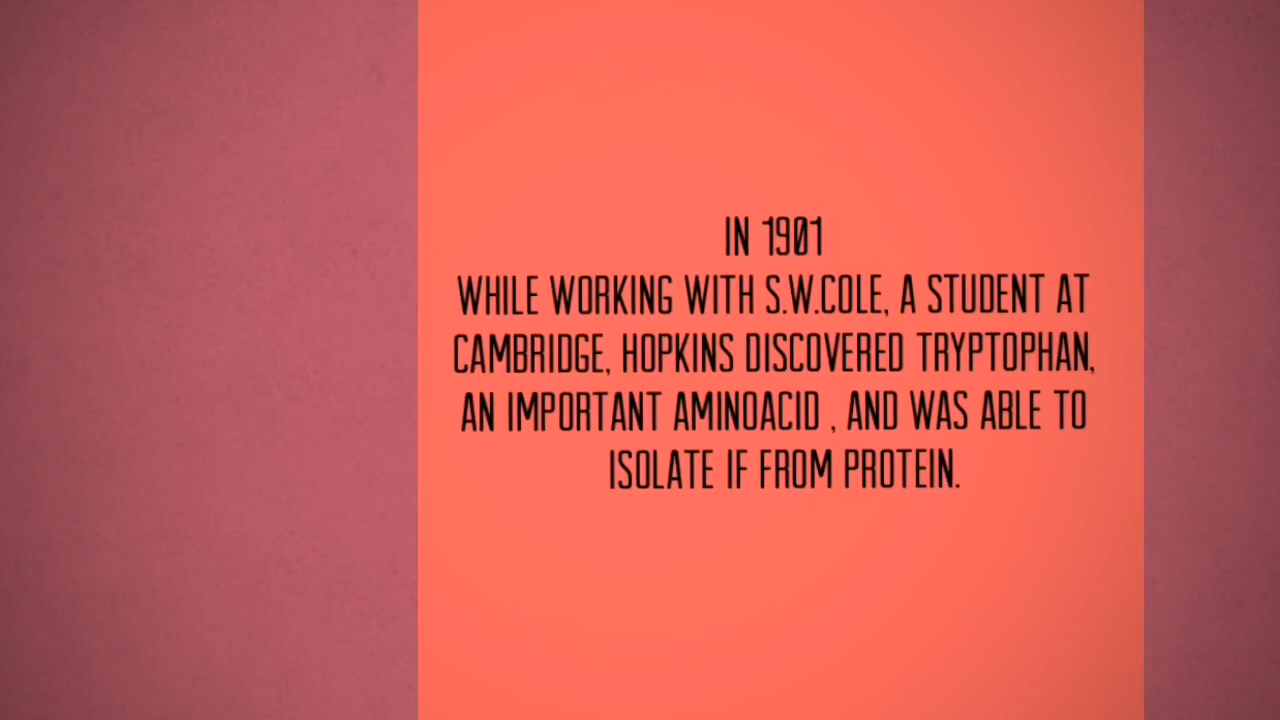 IN 1901
WHILE WORKING WITH S.W.COLE, A STUDENT AT
CAMBRIDGE, HOPKINS DISCOVERED TRYPTOPHAN,
AN IMPORTANT AMINOACID , AND WAS ABLE TO
ISOLATE IF FROM PROTEIN.